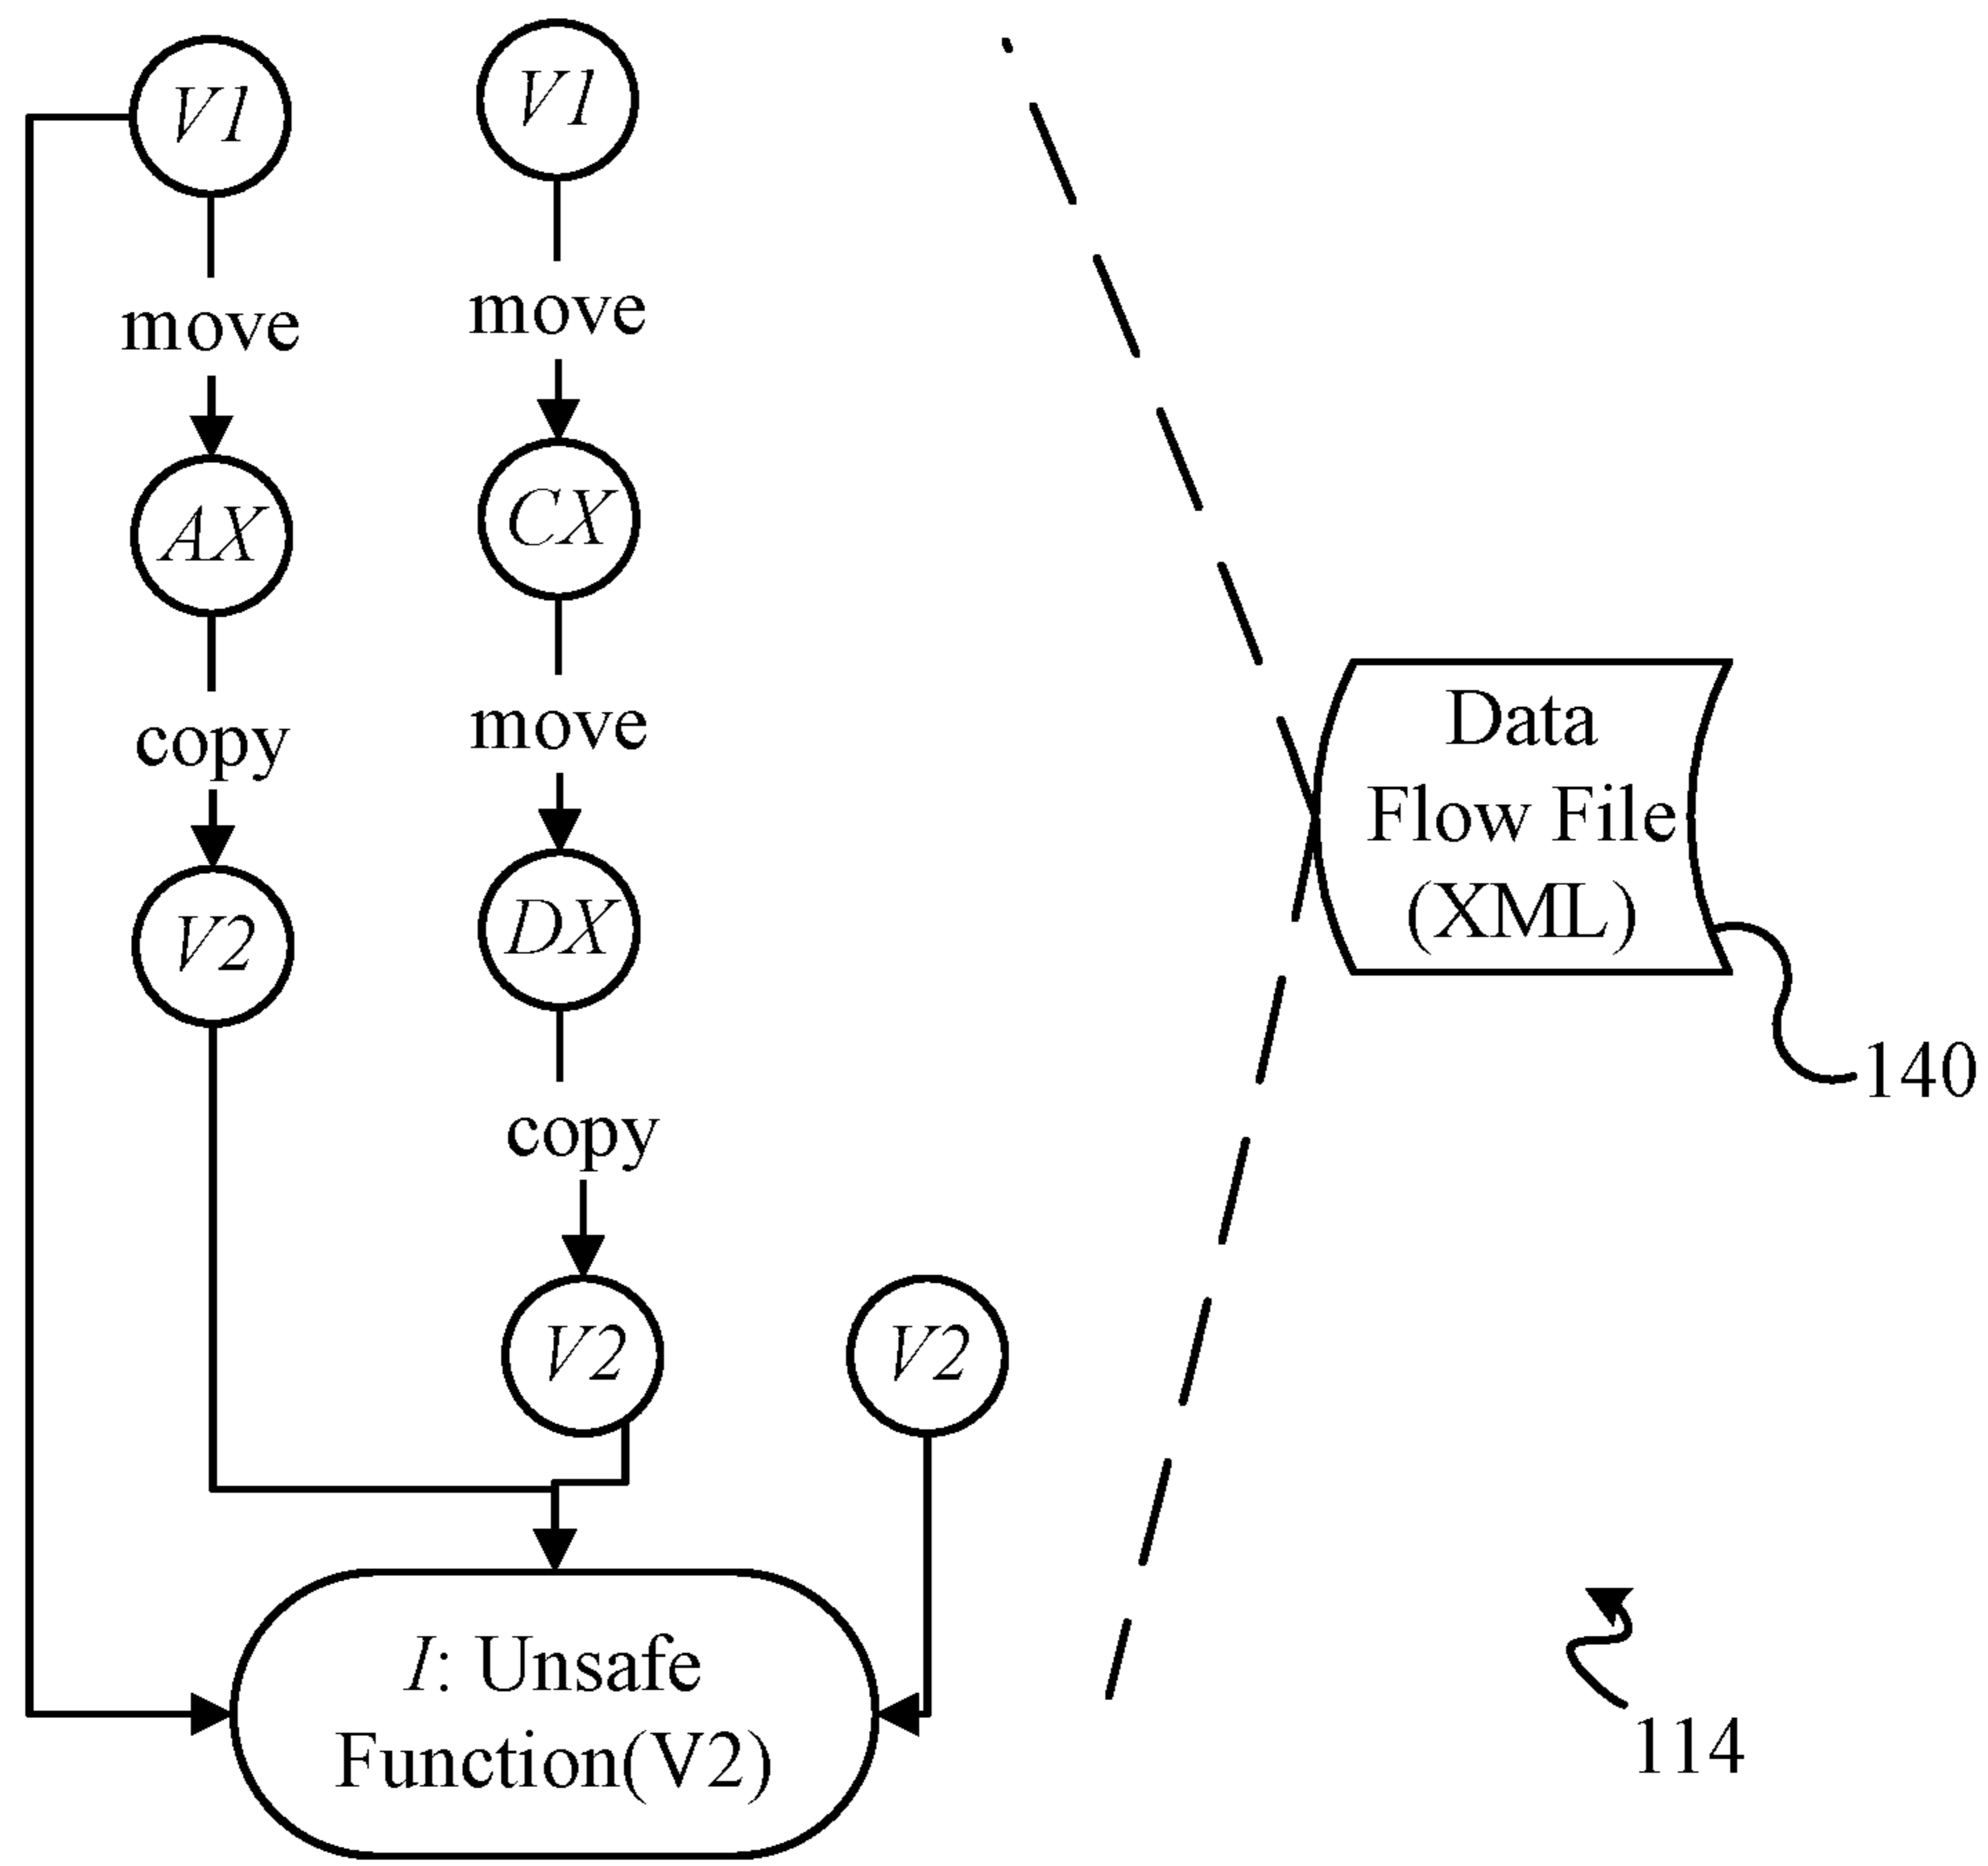 V1
V1
move
move
AX
CX
copy
move
V2
DX
copy
V2
V2
I: Unsafe
Function(V2)
Data
Flow File
(XML)
140
114